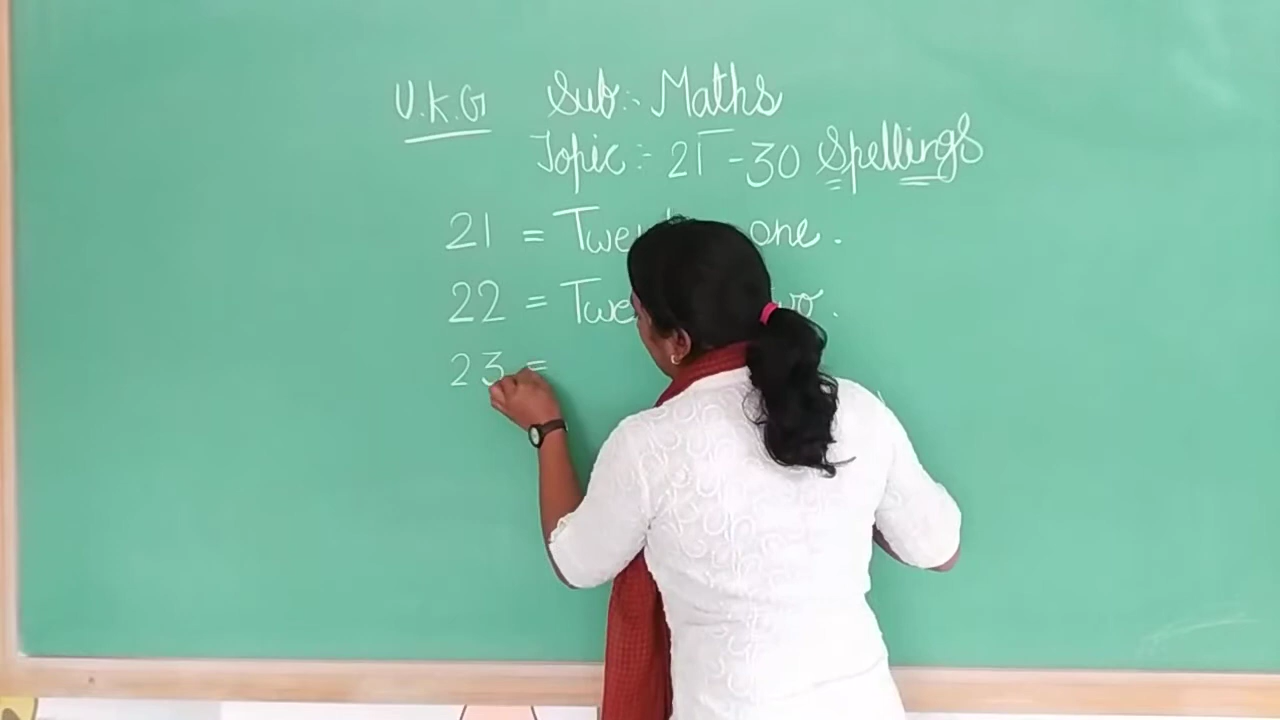 U.K.G Sub:- Maths
Topic:- 21-30 Spellings
21 = one.
22 =
23 =